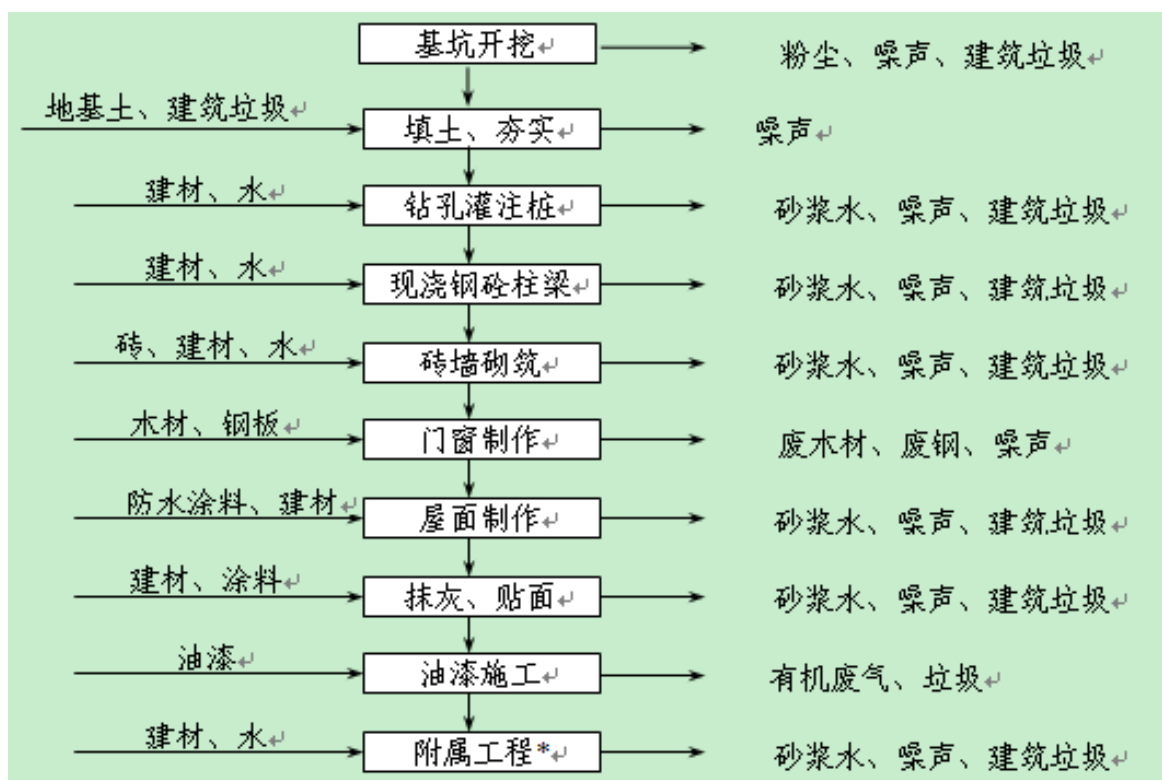 基坑开挖
粉尘、噪声、建筑垃圾
地基土、建筑垃圾
填土、夯实
噪声
建材、水
钻孔灌注桩
砂浆水、噪声、建筑垃圾
建材、水
现浇钢砼柱梁
砂浆水、噪声、建筑垃圾
砖、建材、水
砖墙砌筑
砂浆水、噪声、建筑垃圾
木材、钢板
门窗制作
废木材、废钢、噪声
防水涂料、建材
屋面制作
砂浆水、噪声、建筑垃圾
建材、涂料
抹灰、贴面
砂浆水、噪声、建筑垃圾
油漆
油漆施工
有机废气、垃圾
建材、水
附属工程*
砂浆水、噪声、建筑垃圾